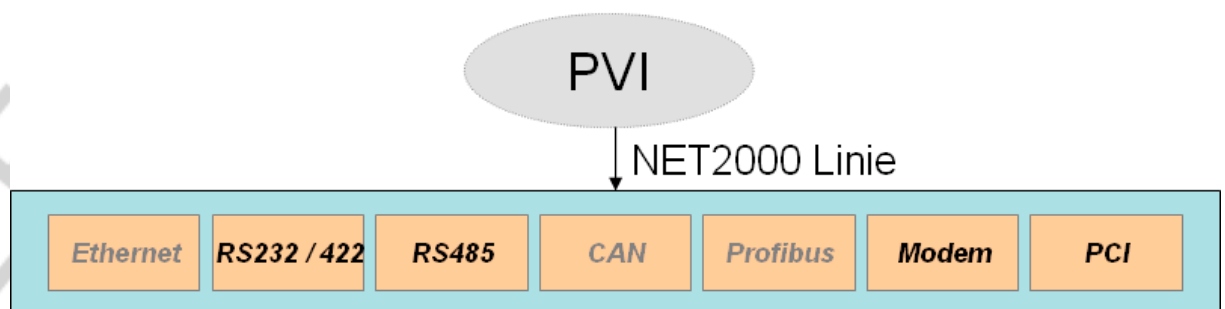 PVI
NET2000 Linie
Ethernet RS232 / 422 RS485 CAN Profibus Modem PCI